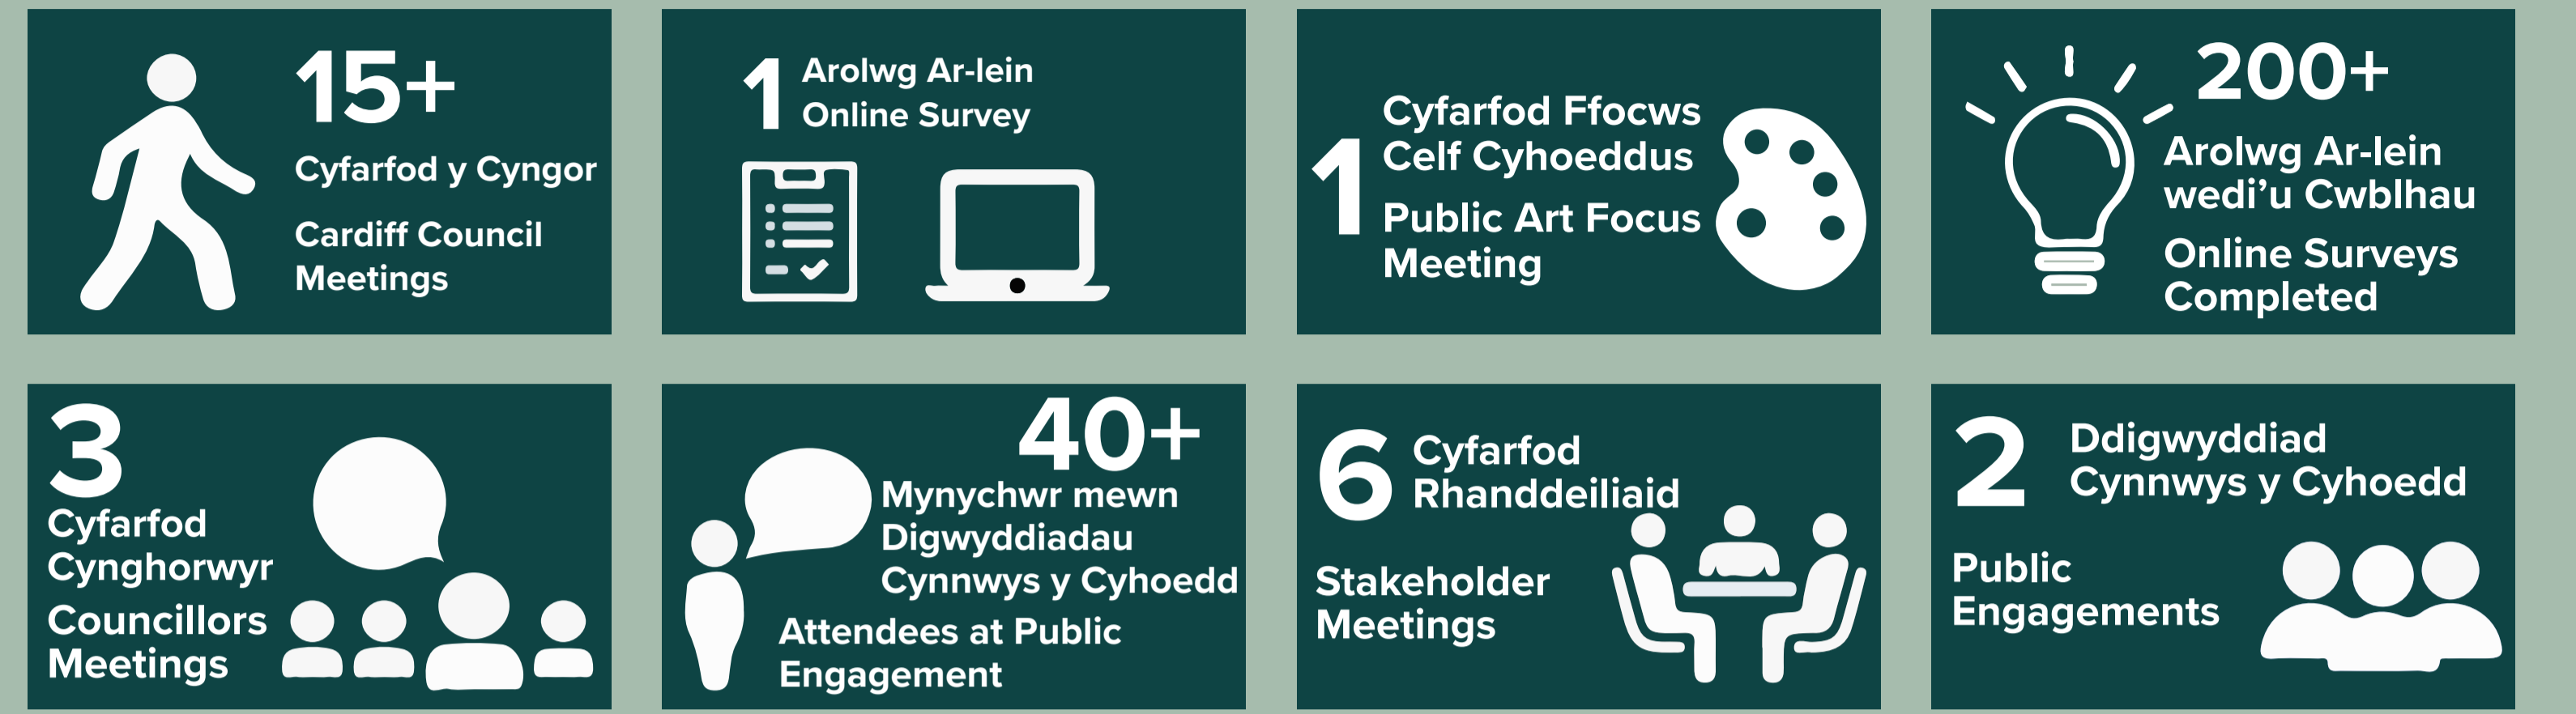 15+
Cyfarfod y Cyngor
Cardiff Council
Meetings
1
Arolwg Ar-lein
Online Survey
1
Cyfarfod Ffocws
Celf Cyhoeddus
Public Art Focus
Meeting
200+
Arolwg Ar-lein
wedi’u Cwblhau
Online Surveys
Completed
3
Cyfarfod
Cynghorwyr
Councillors
Meetings
40+
Mynychwr mewn
Digwyddiadau
Cynnwys y Cyhoedd
Attendees at Public
Engagement
6
Cyfarfod
Rhanddeiliaid
Stakeholder
Meetings
2
Ddigwyddiad
Cynnwys y Cyhoedd
Public
Engagements